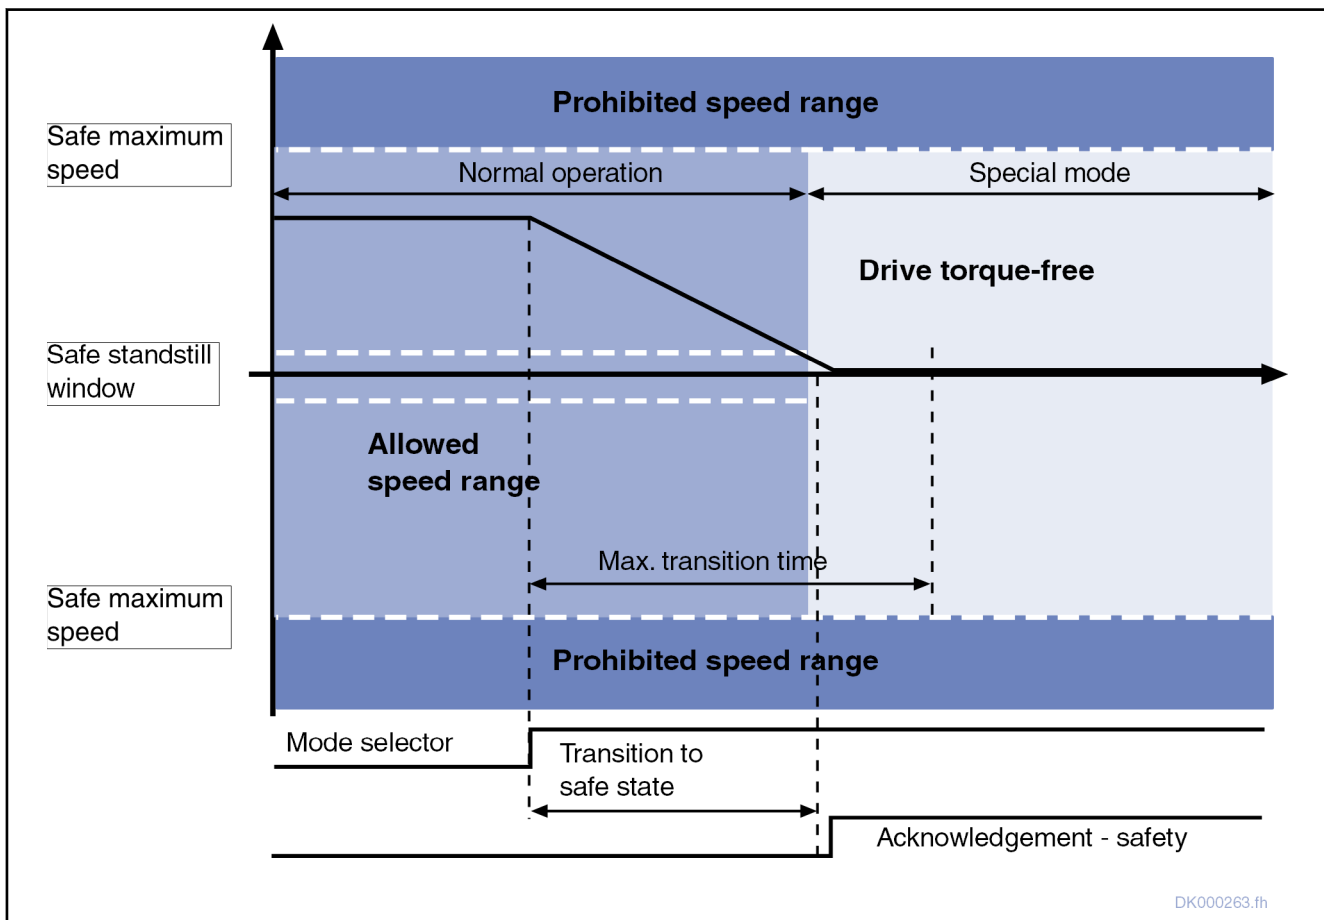 Prohibited speed range
Safe maximum
speed
Normal operation
Special mode
Drive torque-free
Safe standstill
window
Allowed
speed range
Max. transition time
Safe maximum
speed
Prohibited speed range
Mode selector
Transition to
safe state
Acknowledgement - safety
DK000263.fh